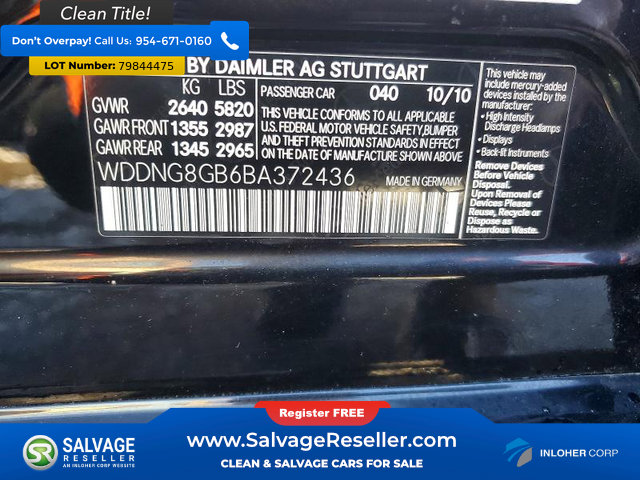 Clean Title!
Don't Overpay! Call Us: 954-671-0160
Lot Number: 79844475
BY DAIMLER AG STUTTGART
KG LBS
GVWR 2640 5820
GAWR FRONT 1355 2987
GAWR REAR 1345 2965
PASSENGER CAR 040 10/10
THIS VEHICLE CONFORMS TO ALL APPLICABLE
U.S. FEDERAL MOTOR VEHICLE SAFETY, BUMPER
AND THEFT PREVENTION STANDARDS IN EFFECT
ON THE DATE OF MANUFACTURE SHOWN ABOVE.
WDDNG8GB6BA372436
MADE IN GERMANY
This vehicle may
include mercury-added
devices installed by the
manufacturer:
• High Intensity
Discharge Headlamps
• Displays
• Back-lit Instruments
Remove Devices
Before Vehicle
Disposal.
Upon Removal of
Devices Please
Reuse, Recycle or
Dispose as
Hazardous Waste.
Register FREE
SR
SALVAGE
RESELLER
AN INLOHER CORP WEBSITE
www.SalvageReseller.com
CLEAN & SALVAGE CARS FOR SALE
INLOHER CORP